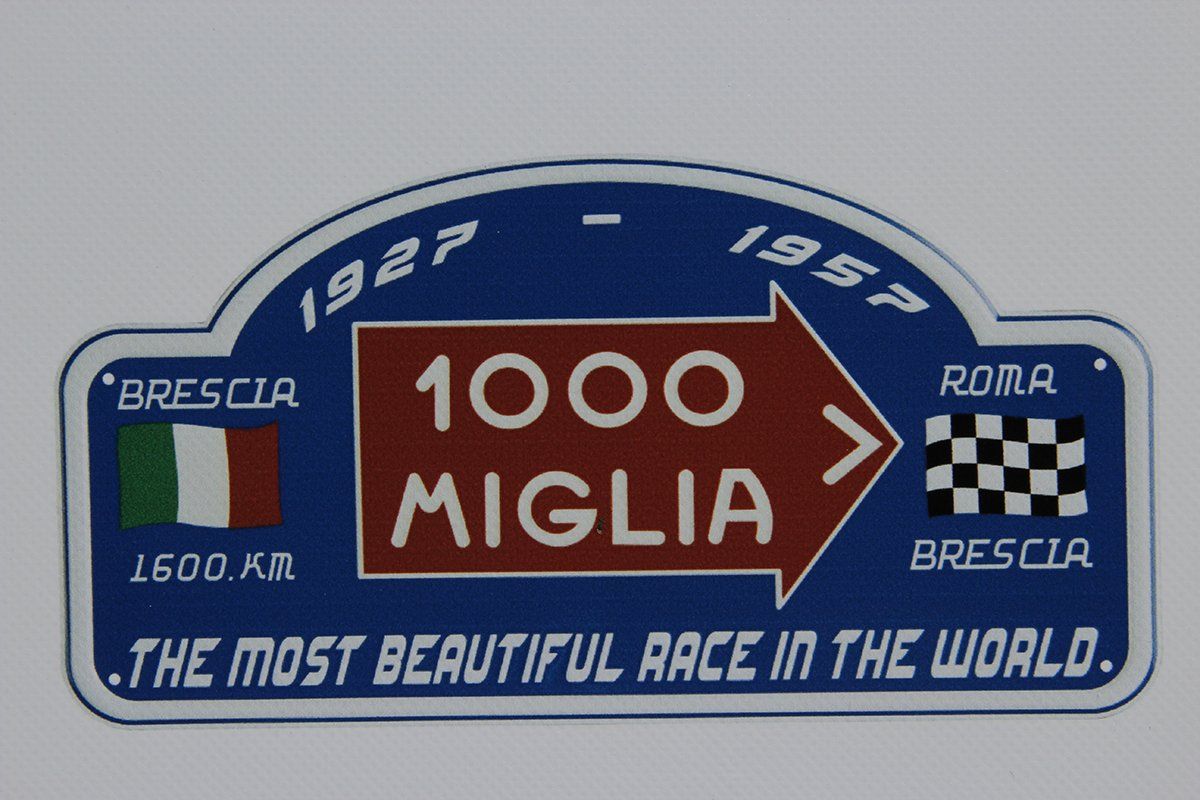 1927 - 1957
1000
MIGLIA
>
BRESCIA
1600.KM
ROMA
BRESCIA
THE MOST BEAUTIFUL RACE IN THE WORLD.